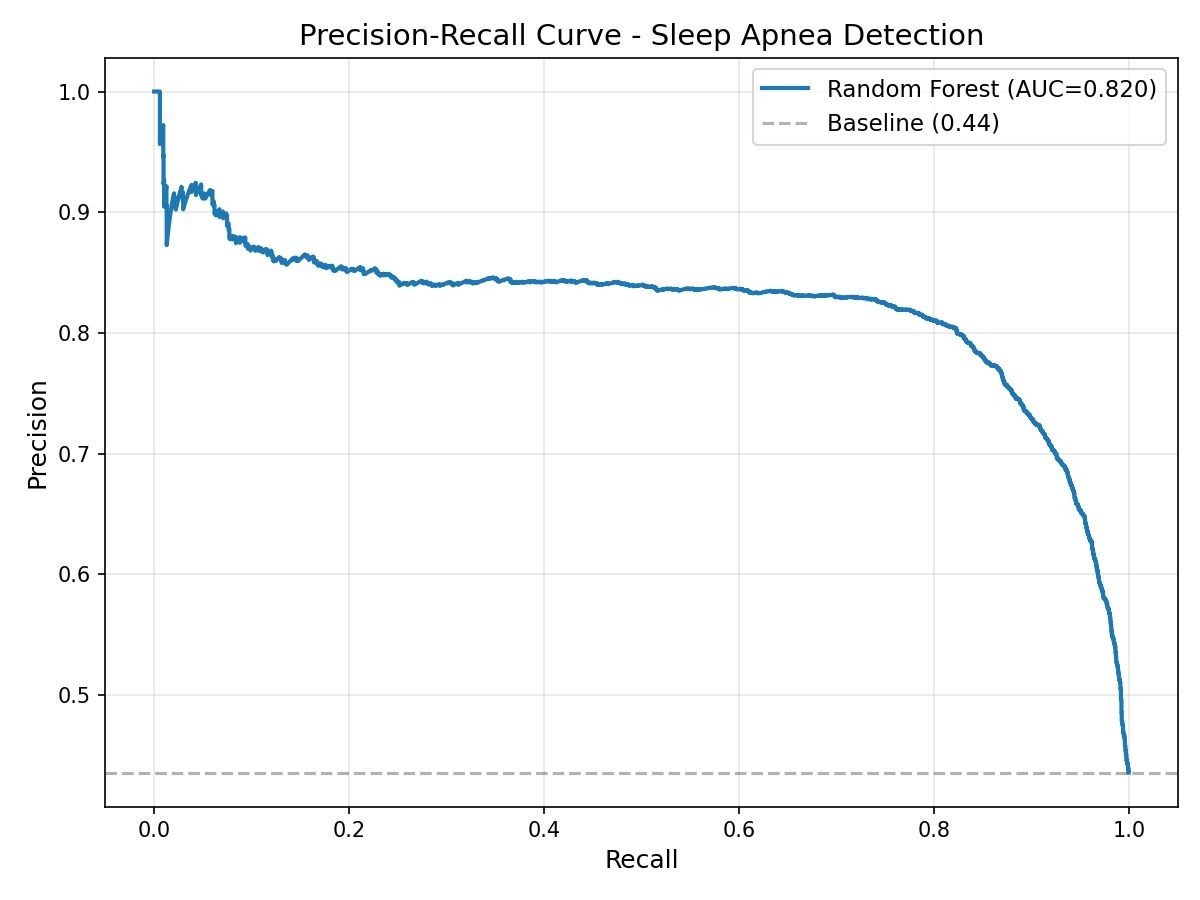 Precision-Recall Curve - Sleep Apnea Detection
Random Forest (AUC=0.820)
Baseline (0.44)
Precision
1.0
0.9
0.8
0.7
0.6
0.5
0.0 0.2 0.4 0.6 0.8 1.0
Recall